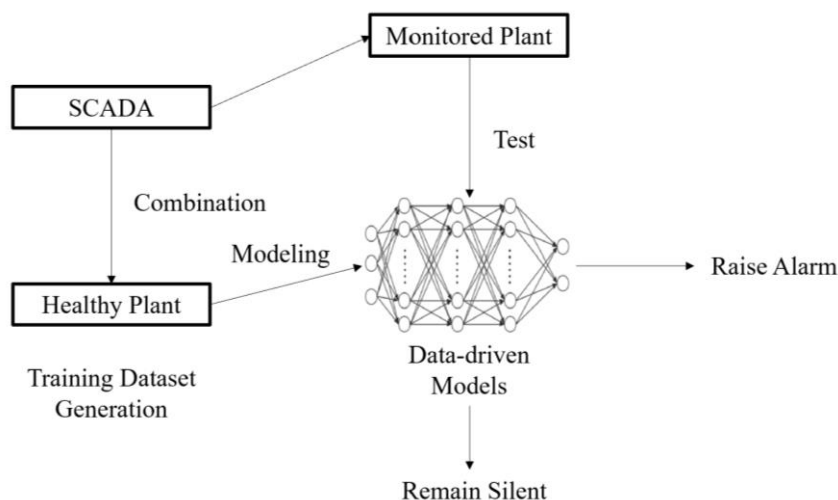 Monitored Plant
SCADA
Test
Combination
Modeling
Raise Alarm
Healthy Plant
Data-driven
Models
Training Dataset
Generation
Remain Silent